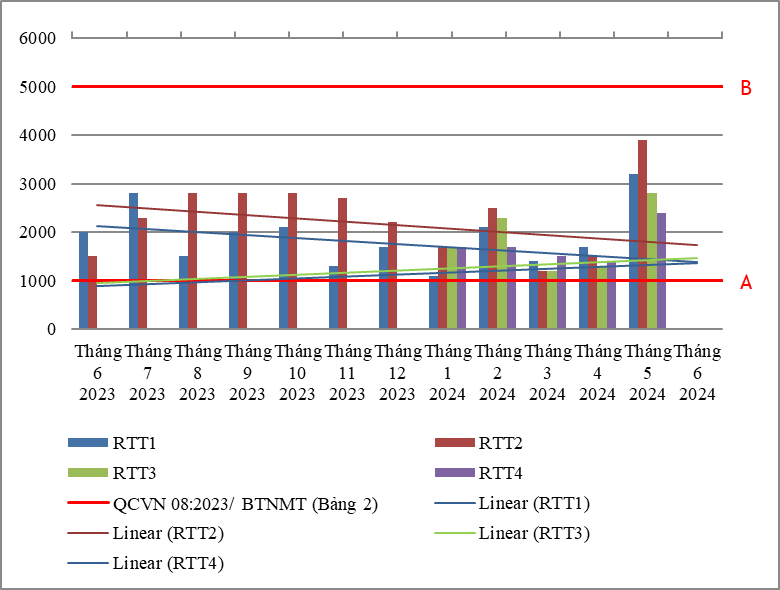 6000
5000
B
4000
3000
2000
1000
A
0
Tháng Tháng Tháng Tháng Tháng Tháng Tháng Tháng Tháng Tháng Tháng Tháng Tháng
6 7 8 9 10 11 12 1 2 3 4 5 6
2023 2023 2023 2023 2023 2023 2023 2024 2024 2024 2024 2024 2024
RTT1 RTT2
RTT3 RTT4
QCVN 08:2023/ BTNMT (Bảng 2) Linear (RTT1)
Linear (RTT2) Linear (RTT3)
Linear (RTT4)